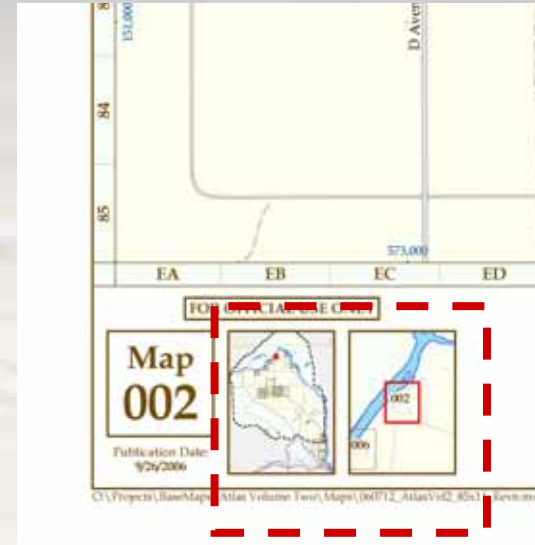 151,000
D Aven
84
85
573,000
EA EB EC ED
FOR OFFICIAL USE ONLY
Map
002
Publication Date:
9/26/2006
002
006